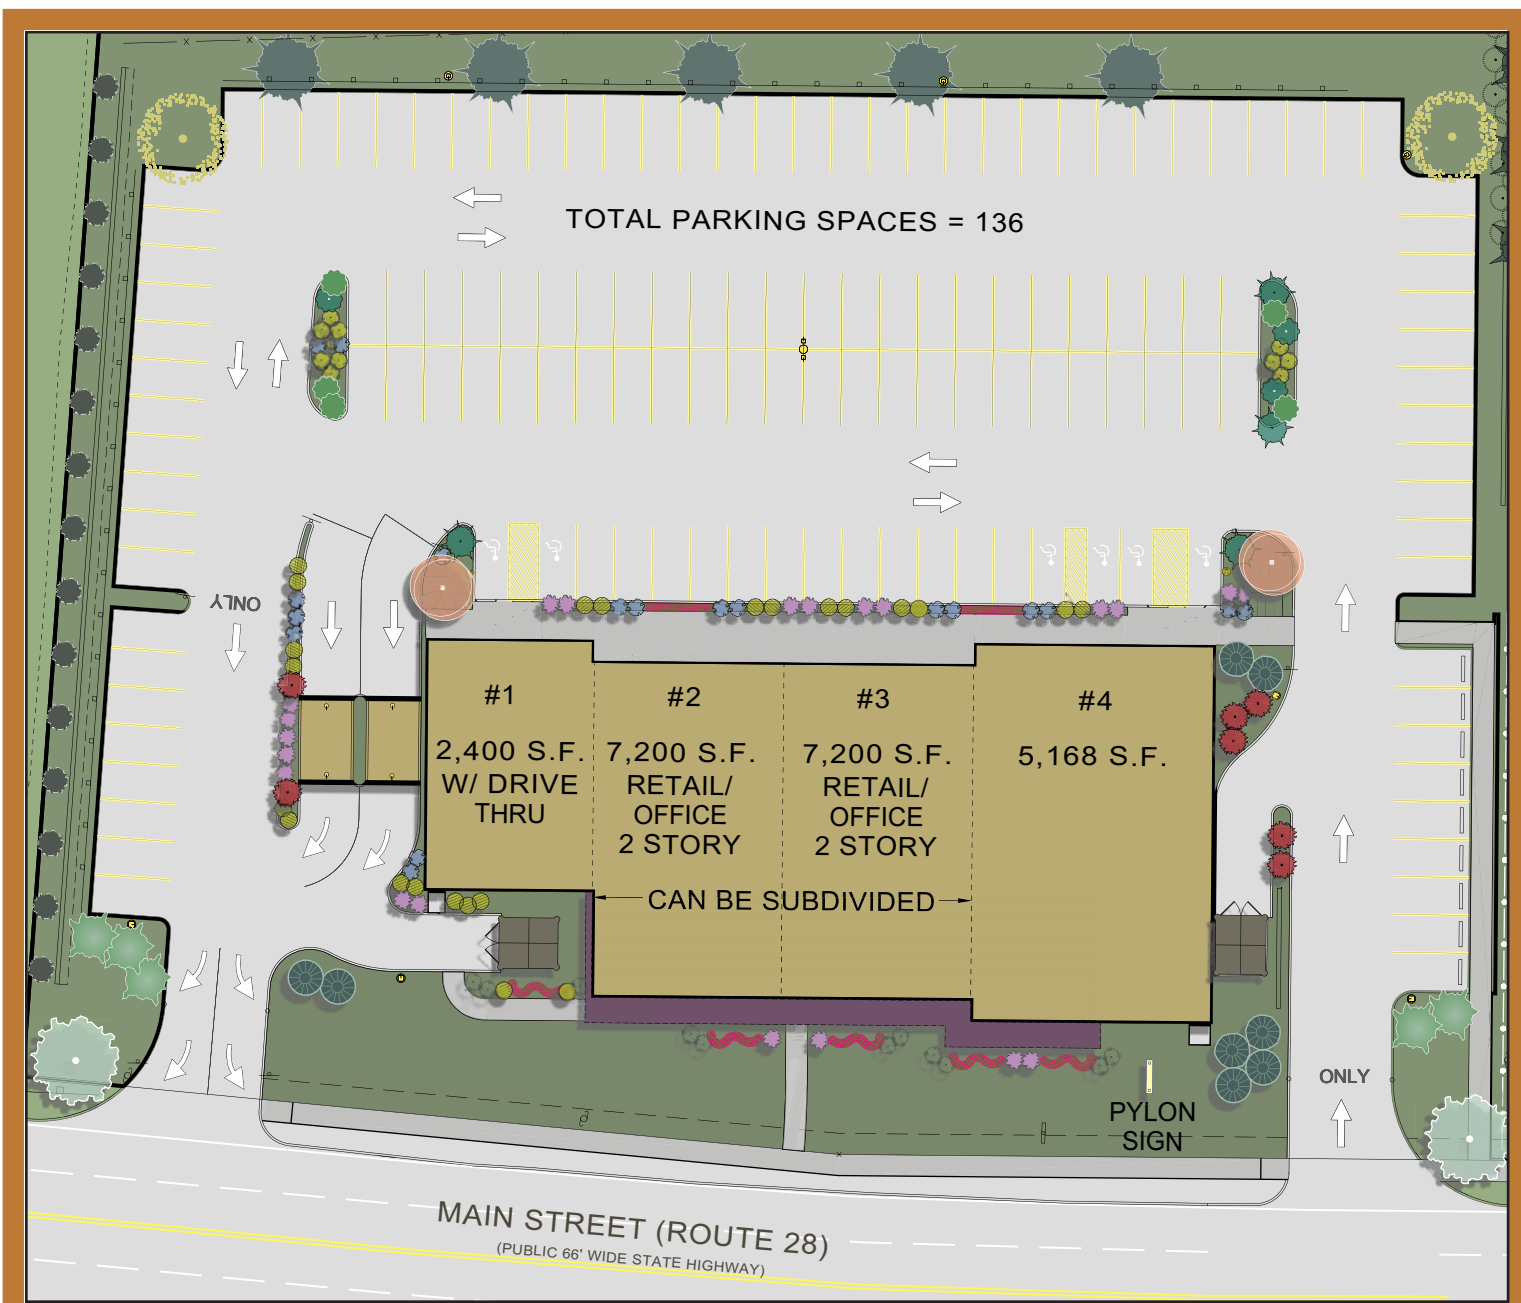 TOTAL PARKING SPACES = 136
ONLY
#1
2,400 S.F.
W/ DRIVE
THRU
#2
7,200 S.F.
RETAIL/
OFFICE
2 STORY
#3
7,200 S.F.
RETAIL/
OFFICE
2 STORY
#4
5,168 S.F.
CAN BE SUBDIVIDED
ONLY
PYLON
SIGN
MAIN STREET (ROUTE 28)
(PUBLIC 66' WIDE STATE HIGHWAY)